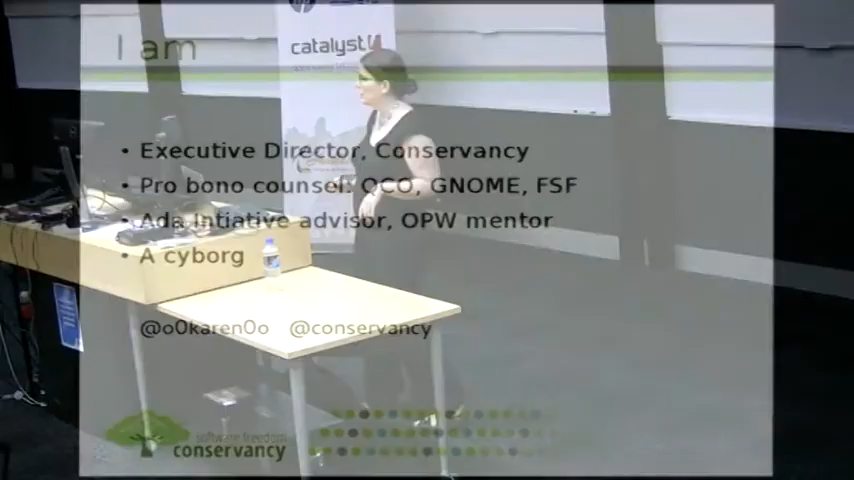 I am
catalyst
• Executive Director, Conservancy
• Pro bono counsel: QCO, GNOME, FSF
• Ada Intiative advisor, OPW mentor
• A cyborg
@o0karen0o @conservancy
software freedom
conservancy